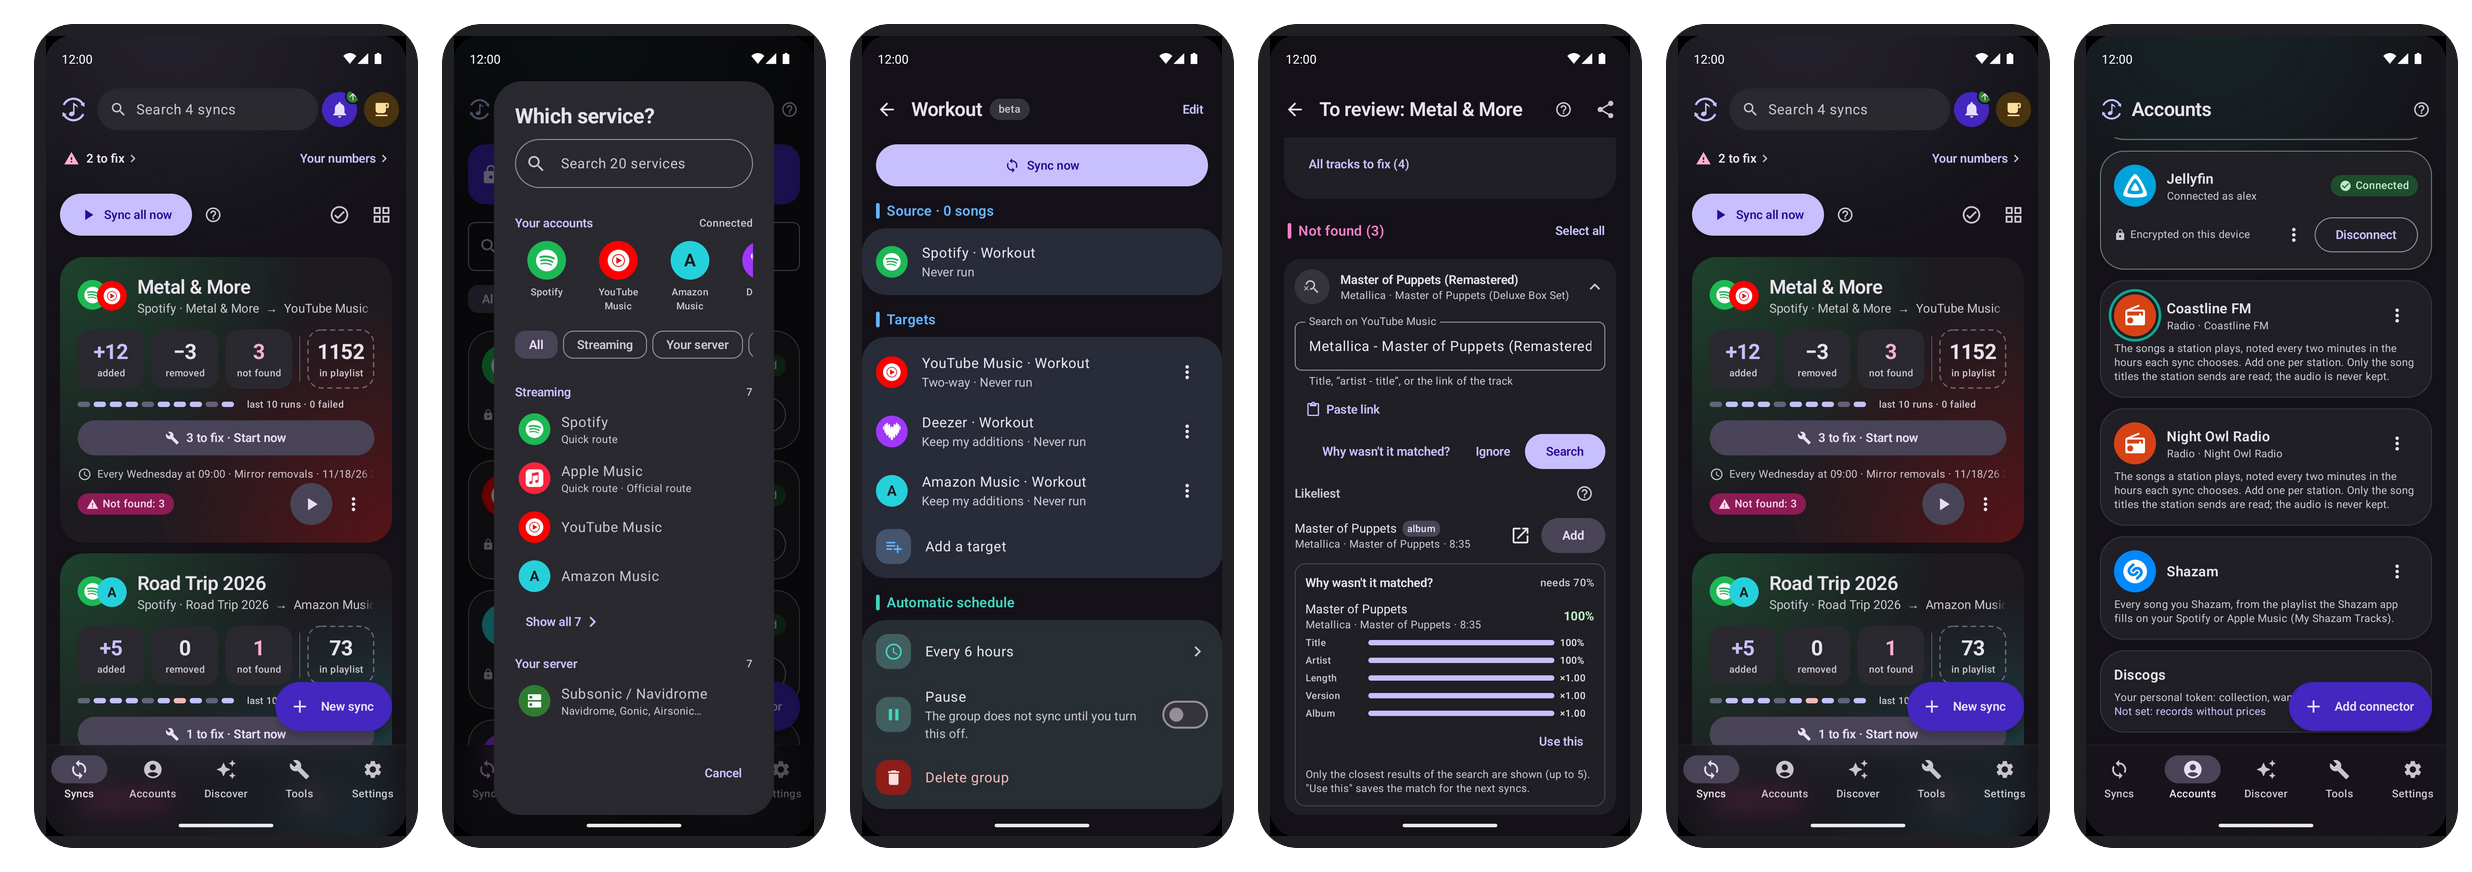 12:00
Search 4 syncs
2 to fix
Your numbers
Sync all now
Metal & More
Spotify · Metal & More → YouTube Music
+12
added
−3
removed
3
not found
1152
in playlist
last 10 runs · 0 failed
3 to fix · Start now
Every Wednesday at 09:00 · Mirror removals · 11/18/26
Not found: 3
Road Trip 2026
Spotify · Road Trip 2026 → Amazon Music
+5
added
0
removed
1
not found
73
in playlist
last 10
New sync
1 to fix · Start now
Syncs
Accounts
Discover
Tools
Settings
12:00
Which service?
Search 20 services
Your accounts
Connected
Spotify
YouTube
Music
Amazon
Music
D
All
Streaming
Your server
Streaming
7
Spotify
Quick route
Apple Music
Quick route · Official route
YouTube Music
A
Amazon Music
Show all 7
Your server
7
Subsonic / Navidrome
Navidrome, Gonic, Airsonic...
Cancel
12:00
Workout
beta
Edit
Sync now
Source · 0 songs
Spotify · Workout
Never run
Targets
YouTube Music · Workout
Two-way · Never run
Deezer · Workout
Keep my additions · Never run
A
Amazon Music · Workout
Keep my additions · Never run
Add a target
Automatic schedule
Every 6 hours
Pause
The group does not sync until you turn
this off.
Delete group
12:00
To review: Metal & More
All tracks to fix (4)
Not found (3)
Select all
Master of Puppets (Remastered)
Metallica · Master of Puppets (Deluxe Box Set)
Search on YouTube Music
Metallica - Master of Puppets (Remastered
Title, “artist - title”, or the link of the track
Paste link
Why wasn't it matched?
Ignore
Search
Likeliest
Master of Puppets album
Metallica · Master of Puppets · 8:35
Add
Why wasn't it matched?
needs 70%
Master of Puppets
Metallica · Master of Puppets · 8:35
100%
Title
100%
Artist
100%
Length
×1.00
Version
×1.00
Album
×1.00
Use this
Only the closest results of the search are shown (up to 5).
"Use this" saves the match for the next syncs.
12:00
Search 4 syncs
2 to fix
Your numbers
Sync all now
Metal & More
Spotify · Metal & More → YouTube Music
+12
added
−3
removed
3
not found
1152
in playlist
last 10 runs · 0 failed
3 to fix · Start now
Every Wednesday at 09:00 · Mirror removals · 11/18/26
Not found: 3
A
Road Trip 2026
Spotify · Road Trip 2026 → Amazon Music
+5
added
0
removed
1
not found
73
in playlist
last 10
New sync
1 to fix · Start now
Syncs
Accounts
Discover
Tools
Settings
12:00
Accounts
Jellyfin
Connected as alex
Connected
Encrypted on this device
Disconnect
Coastline FM
Radio · Coastline FM
The songs a station plays, noted every two minutes in the
hours each sync chooses. Add one per station. Only the song
titles the station sends are read; the audio is never kept.
Night Owl Radio
Radio · Night Owl Radio
The songs a station plays, noted every two minutes in the
hours each sync chooses. Add one per station. Only the song
titles the station sends are read; the audio is never kept.
Shazam
Every song you Shazam, from the playlist the Shazam app
fills on your Spotify or Apple Music (My Shazam Tracks).
Discogs
Your personal token: collection,
Not set: records without prices
Add connector
Syncs
Accounts
Discover
Tools
Settings